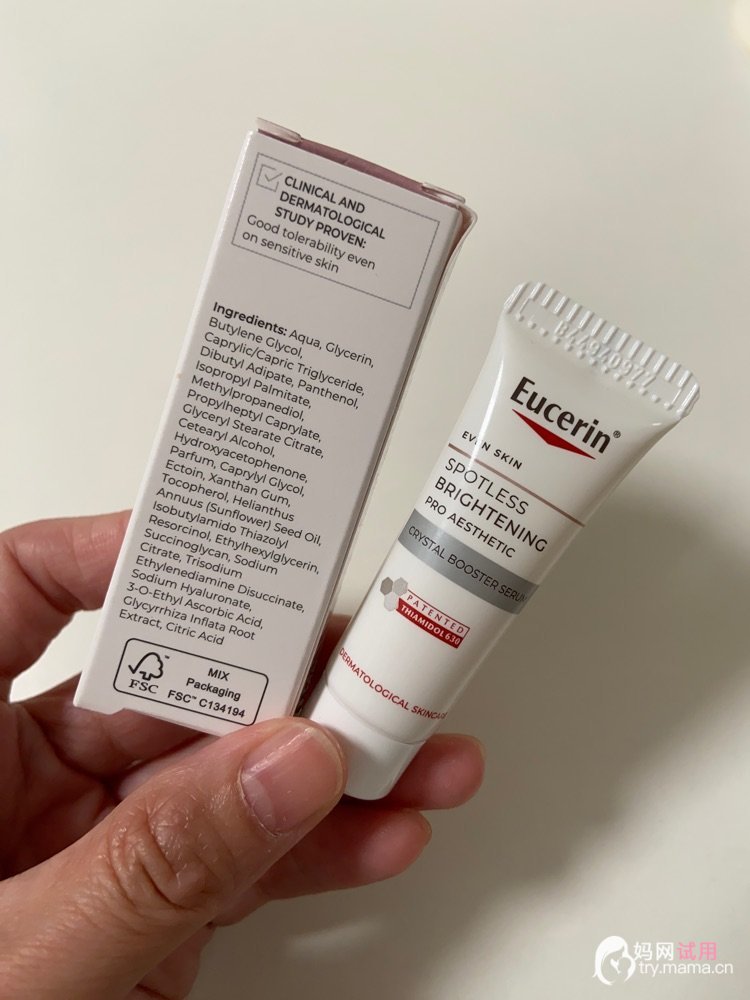 CLINICAL AND
DERMATOLOGICAL
STUDY PROVEN:
Good tolerability even
on sensitive skin
Ingredients: Aqua, Glycerin,
Butylene Glycol,
Caprylic/Capric Triglyceride,
Dibutyl Adipate, Panthenol,
Isopropyl Palmitate,
Methylpropanediol,
Propylheptyl Caprylate,
Glyceryl Stearate Citrate,
Cetearyl Alcohol,
Hydroxyacetophenone,
Parfum, Caprylyl Glycol,
Ectoin, Xanthan Gum,
Tocopherol, Helianthus
Annuus (Sunflower) Seed Oil,
Isobutylamido Thiazolyl
Resorcinol, Ethylhexylglycerin,
Succinoglycan, Sodium
Citrate, Trisodium
Ethylenediamine Disuccinate,
Sodium Hyaluronate,
3-O-Ethyl Ascorbic Acid,
Glycyrrhiza Inflata Root
Extract, Citric Acid
FSC™
MIX
Packaging
FSC™ C134194
B44940977
Eucerin®
EVEN SKIN
SPOTLESS
BRIGHTENING
PRO AESTHETIC
CRYSTAL BOOSTER SERUM
PATENTED
THIAMIDOL 630
DERMATOLOGICAL SKINCARE
妈网试用
try.mama.cn